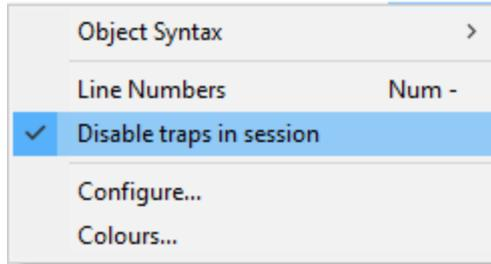 Object Syntax
Line Numbers Num -
Disable traps in session
Configure...
Colours...